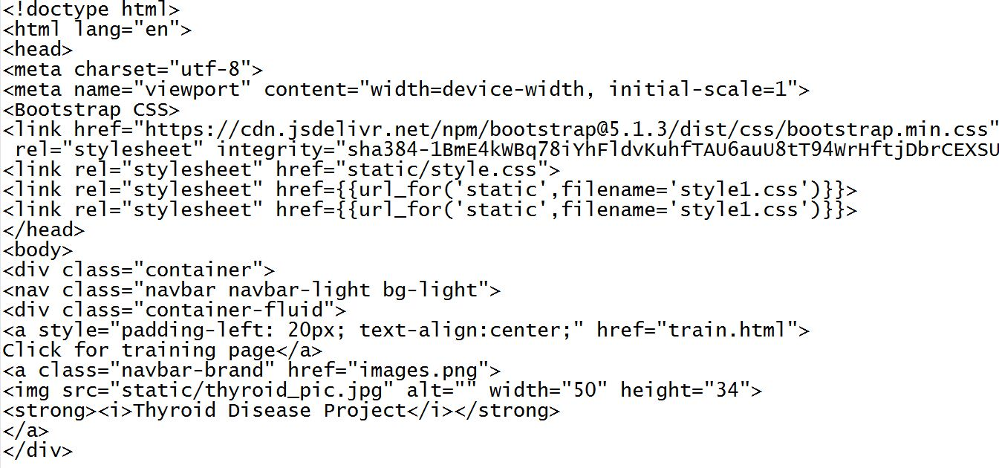 <!doctype html>
<html lang="en">
<head>
<meta charset="utf-8">
<meta name="viewport" content="width=device-width, initial-scale=1">
<Bootstrap CSS>
<link href="https://cdn.jsdelivr.net/npm/bootstrap@5.1.3/dist/css/bootstrap.min.css"
rel="stylesheet" integrity="sha384-1BmE4kWBq78iYhFldvKuhfTAU6auU8tT94WrHftjDbrCEXSU
<link rel="stylesheet" href="static/style.css">
<link rel="stylesheet" href={{url_for('static',filename='style1.css')}}>
<link rel="stylesheet" href={{url_for('static',filename='style1.css')}}>
</head>
<body>
<div class="container">
<nav class="navbar navbar-light bg-light">
<div class="container-fluid">
<a style="padding-left: 20px; text-align:center;" href="train.html">
Click for training page</a>
<a class="navbar-brand" href="images.png">
<img src="static/thyroid_pic.jpg" alt="" width="50" height="34">
<strong><i>Thyroid Disease Project</i></strong>
</a>
</div>